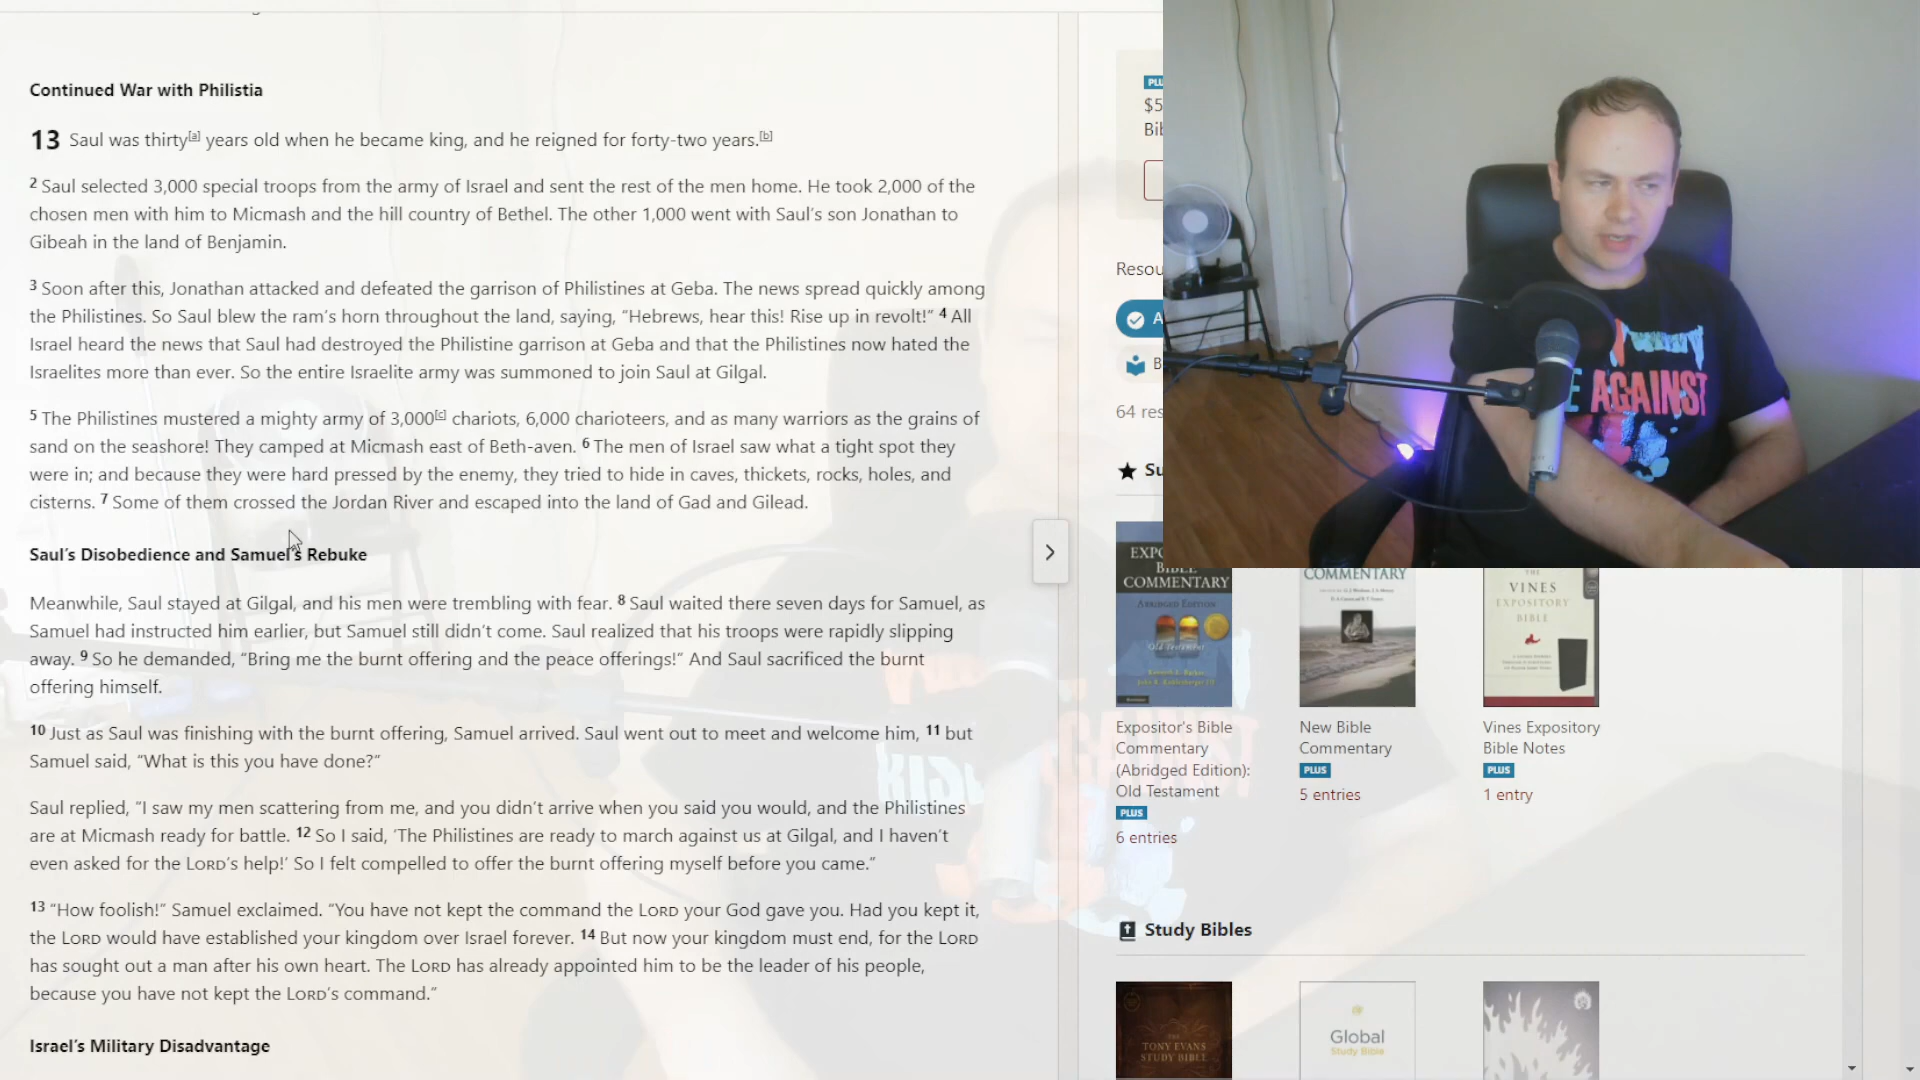 Continued War with Philistia
13 Saul was thirty[a] years old when he became king, and he reigned for forty-two years.[b]
2 Saul selected 3,000 special troops from the army of Israel and sent the rest of the men home. He took 2,000 of the
chosen men with him to Micmash and the hill country of Bethel. The other 1,000 went with Saul’s son Jonathan to
Gibeah in the land of Benjamin.
3 Soon after this, Jonathan attacked and defeated the garrison of Philistines at Geba. The news spread quickly among
the Philistines. So Saul blew the ram’s horn throughout the land, saying, “Hebrews, hear this! Rise up in revolt!” 4 All
Israel heard the news that Saul had destroyed the Philistine garrison at Geba and that the Philistines now hated the
Israelites more than ever. So the entire Israelite army was summoned to join Saul at Gilgal.
5 The Philistines mustered a mighty army of 3,000[c] chariots, 6,000 charioteers, and as many warriors as the grains of
sand on the seashore! They camped at Micmash east of Beth-aven. 6 The men of Israel saw what a tight spot they
were in; and because they were hard pressed by the enemy, they tried to hide in caves, thickets, rocks, holes, and
cisterns. 7 Some of them crossed the Jordan River and escaped into the land of Gad and Gilead.
Saul’s Disobedience and Samuel’s Rebuke
Meanwhile, Saul stayed at Gilgal, and his men were trembling with fear. 8 Saul waited there seven days for Samuel, as
Samuel had instructed him earlier, but Samuel still didn’t come. Saul realized that his troops were rapidly slipping
away. 9 So he demanded, “Bring me the burnt offering and the peace offerings!” And Saul sacrificed the burnt
offering himself.
10 Just as Saul was finishing with the burnt offering, Samuel arrived. Saul went out to meet and welcome him, 11 but
Samuel said, “What is this you have done?”
Saul replied, “I saw my men scattering from me, and you didn’t arrive when you said you would, and the Philistines
are at Micmash ready for battle. 12 So I said, ‘The Philistines are ready to march against us at Gilgal, and I haven’t
even asked for the LORD’s help!’ So I felt compelled to offer the burnt offering myself before you came.”
13 “How foolish!” Samuel exclaimed. “You have not kept the command the LORD your God gave you. Had you kept it,
the LORD would have established your kingdom over Israel forever. 14 But now your kingdom must end, for the LORD
has sought out a man after his own heart. The LORD has already appointed him to be the leader of his people,
because you have not kept the LORD’s command.”
Israel’s Military Disadvantage
PLU
$5
Bib
Resou
A
B
64 res
Su
AGAINST
EXPO
BIBLE
COMMENTARY
ABRIDGED EDITION
Old Testament
COMMENTARY
THE
VINES
EXPOSITORY
BIBLE
Expositor's Bible
Commentary
(Abridged Edition):
Old Testament
PLUS
6 entries
New Bible
Commentary
PLUS
5 entries
Vines Expository
Bible Notes
PLUS
1 entry
Study Bibles
THE
TONY EVANS
STUDY BIBLE
Global
Study Bible